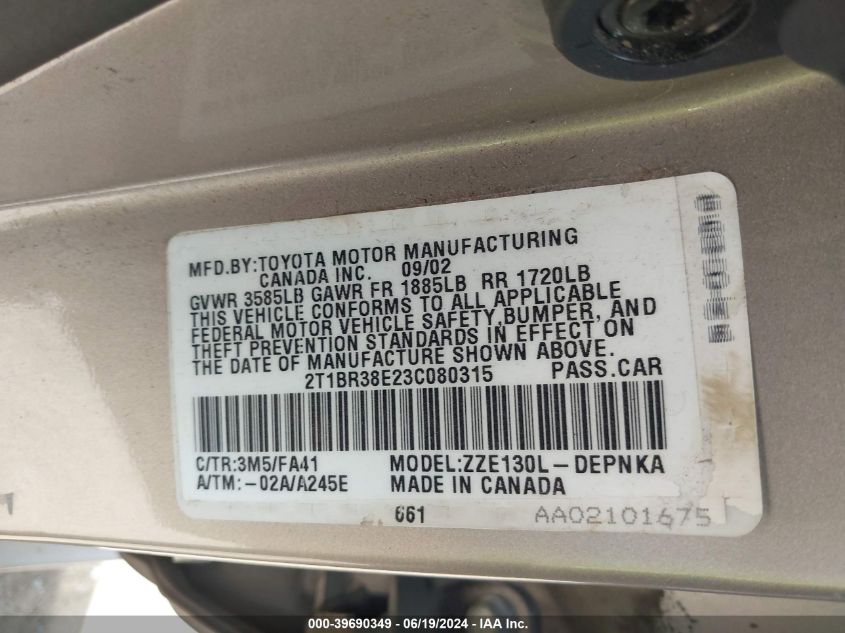 MFD.BY:TOYOTA MOTOR MANUFACTURING
CANADA INC. 09/02
GVWR 3585LB GAWR FR 1885LB RR 1720LB
THIS VEHICLE CONFORMS TO ALL APPLICABLE
FEDERAL MOTOR VEHICLE SAFETY,BUMPER, AND
THEFT PREVENTION STANDARDS IN EFFECT ON
THE DATE OF MANUFACTURE SHOWN ABOVE.
2T1BR38E23C080315 PASS.CAR
C/TR:3M5/FA41 MODEL:ZZE130L-DEPNKA
A/TM:-02A/A245E MADE IN CANADA
661 AA02101675
000-39690349 / 06/19/2024 - IAA Inc.